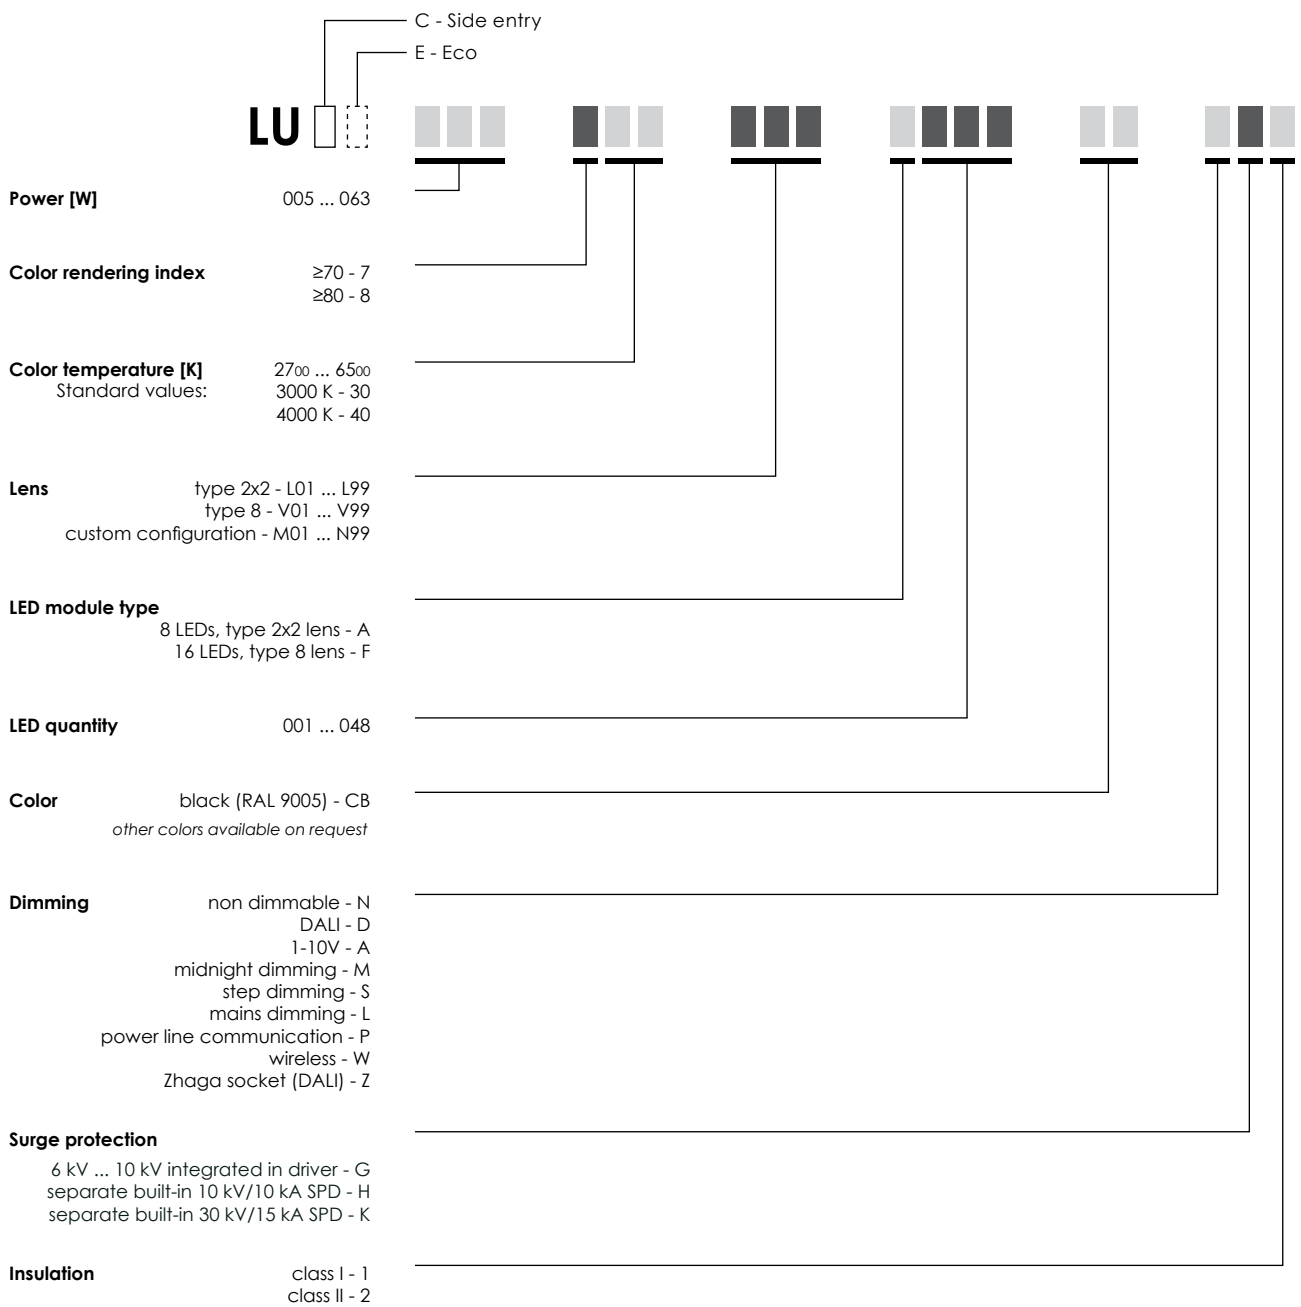 C - Side entry
E - Eco
LU
Power [W] 005 ... 063
Color rendering index ≥70 - 7
≥80 - 8
Color temperature [K] 2700 ... 6500
Standard values: 3000 K - 30
4000 K - 40
Lens type 2x2 - L01 ... L99
type 8 - V01 ... V99
custom configuration - M01 ... N99
LED module type
8 LEDs, type 2x2 lens - A
16 LEDs, type 8 lens - F
LED quantity 001 ... 048
Color black (RAL 9005) - CB
other colors available on request
Dimming non dimmable - N
DALI - D
1-10V - A
midnight dimming - M
step dimming - S
mains dimming - L
power line communication - P
wireless - W
Zhaga socket (DALI) - Z
Surge protection
6 kV ... 10 kV integrated in driver - G
separate built-in 10 kV/10 kA SPD - H
separate built-in 30 kV/15 kA SPD - K
Insulation class I - 1
class II - 2